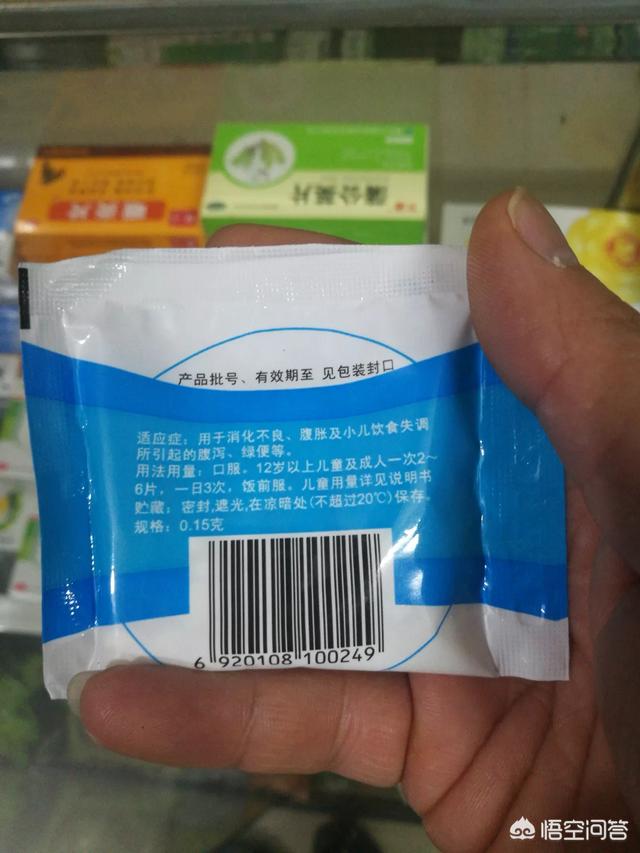 蒲公英片
产品批号、有效期至 见包装封口
适应症：用于消化不良、腹胀及小儿饮食失调
所引起的腹泻、绿便等。
用法用量：口服。12岁以上儿童及成人一次2～
6片，一日3次，饭前服。儿童用量详见说明书
贮藏：密封,遮光,在凉暗处(不超过20℃)保存。
规格：0.15克
6 920108 100249
悟空问答